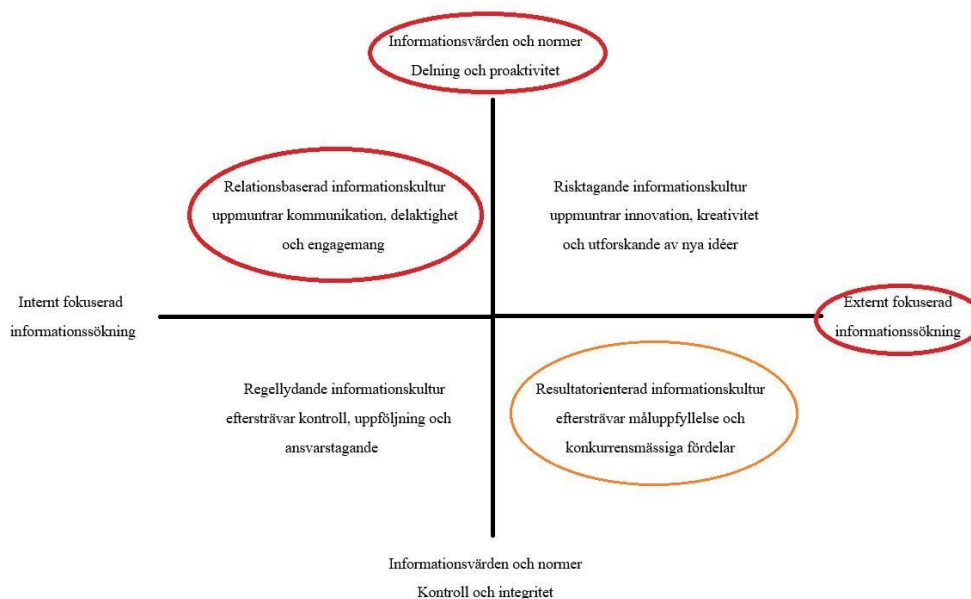 Informationsvärden och normer
Delning och proaktivitet
Relationsbaserad informationskultur
uppmuntrar kommunikation, delaktighet
och engagemang
Risktagande informationskultur
uppmuntrar innovation, kreativitet
och utforskande av nya idéer
Internt fokuserad
informationssökning
Externt fokuserad
informationssökning
Regellydande informationskultur
eftersträvar kontroll, uppföljning och
ansvarstagande
Resultatorienterad informationskultur
eftersträvar måluppfyllelse och
konkurrensmässiga fördelar
Informationsvärden och normer
Kontroll och integritet